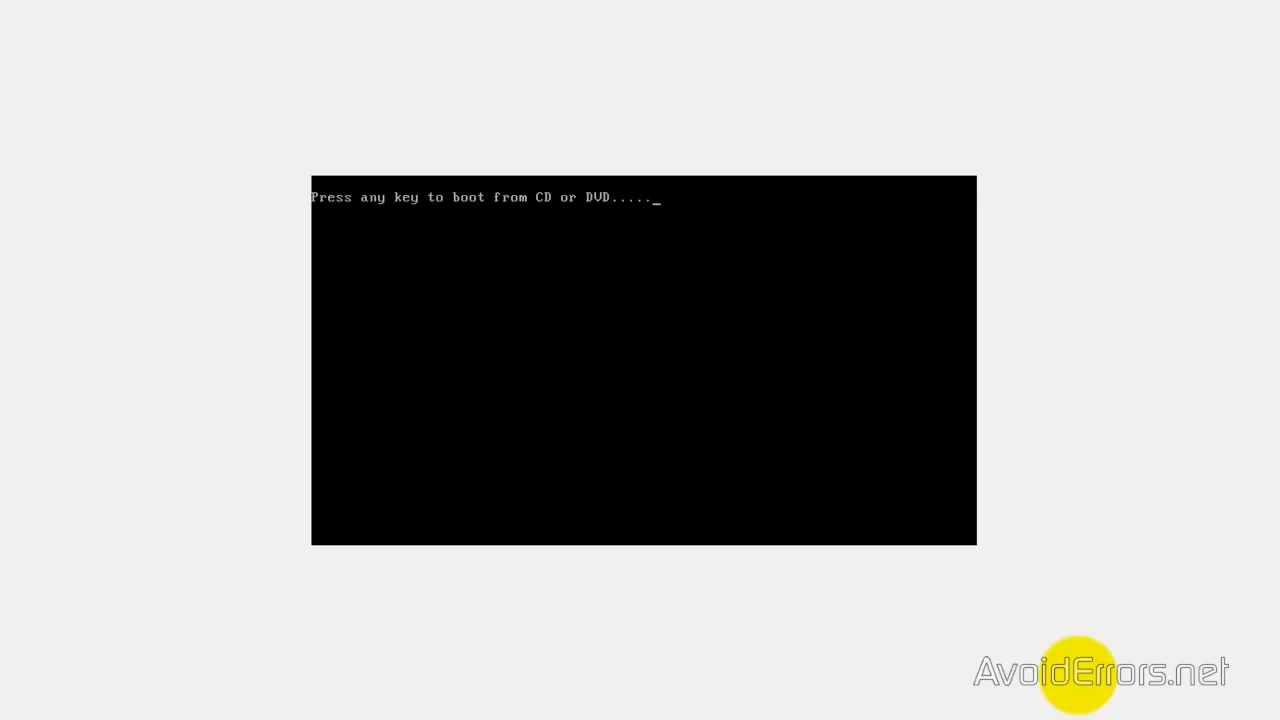 Press any key to boot from CD or DVD....._
AvoidErrors.net